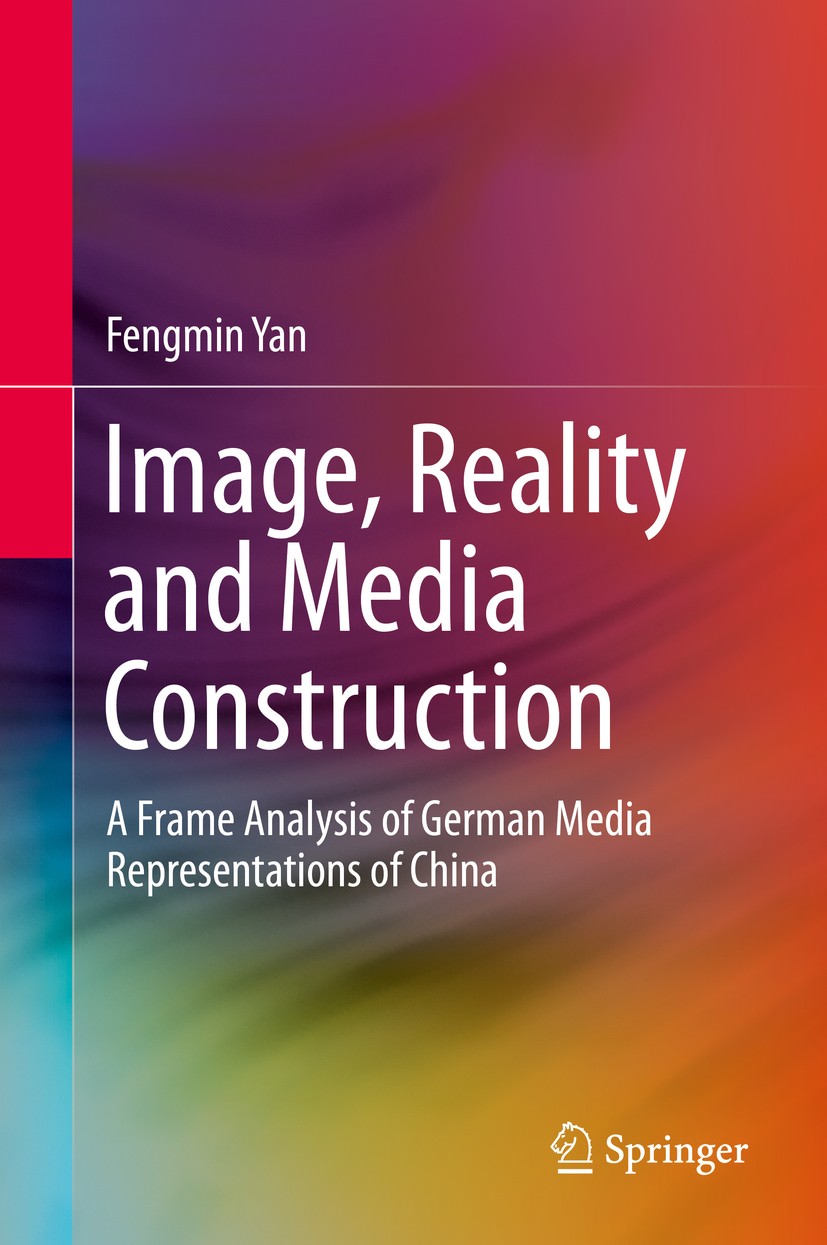 Fengmin Yan
Image, Reality
and Media
Construction
A Frame Analysis of German Media
Representations of China
Springer